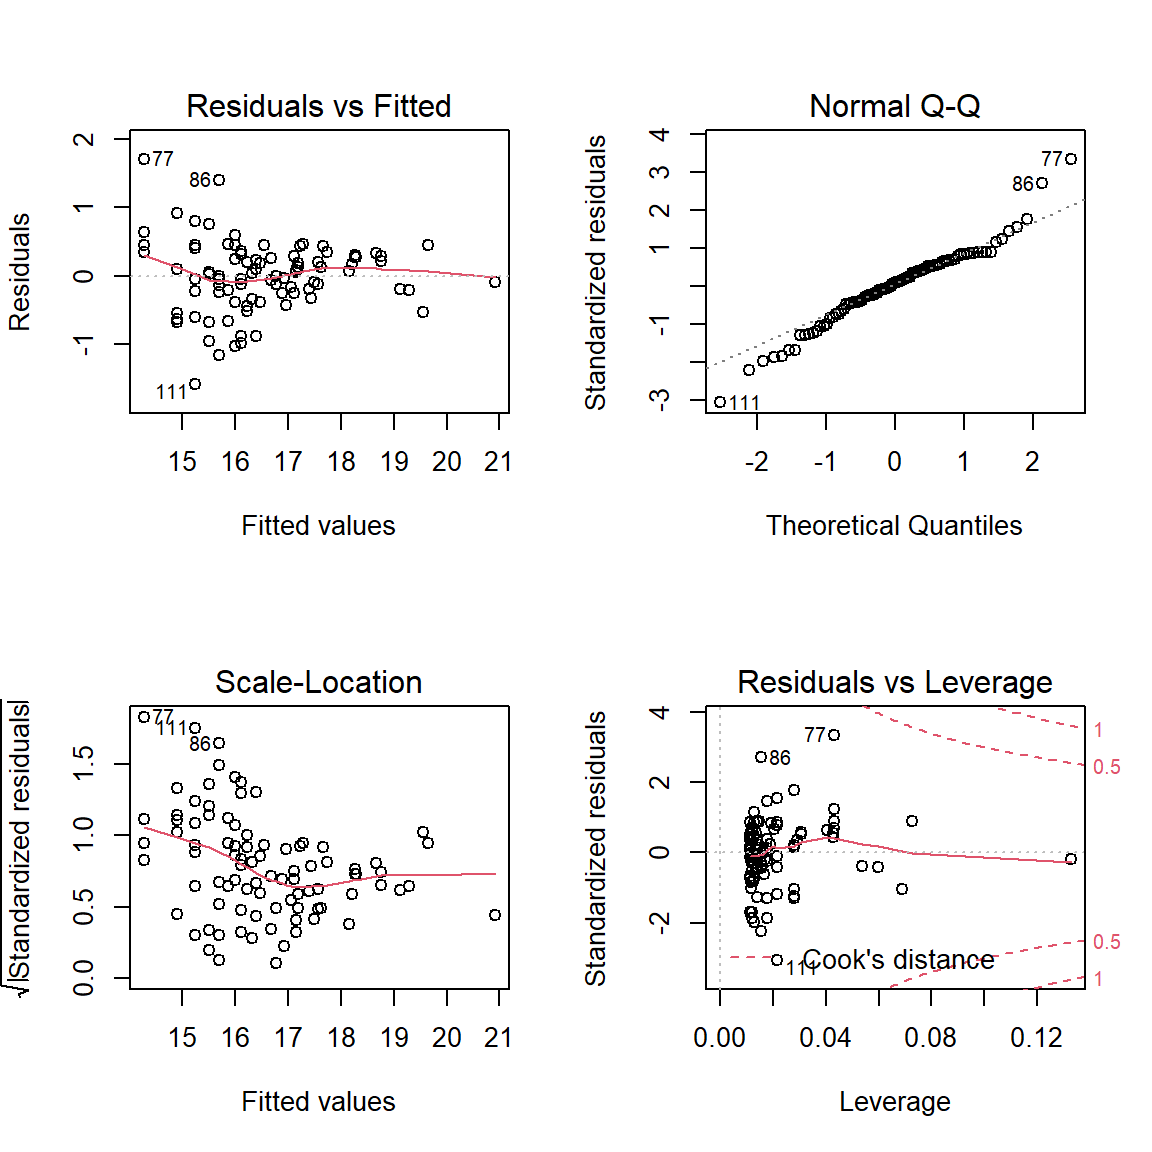 Residuals vs Fitted
Residuals
2
1
0
-1
77
86
111
15 16 17 18 19 20 21
Fitted values
Normal Q-Q
Standardized residuals
4
3
2
1
-1
-3
77
86
111
-2 -1 0 1 2
Theoretical Quantiles
Scale-Location
√|Standardized residuals|
1.5
1.0
0.5
0.0
77
111
86
15 16 17 18 19 20 21
Fitted values
Residuals vs Leverage
Standardized residuals
4
2
0
-2
77
86
111
Cook's distance
1
0.5
0.5
1
0.00 0.04 0.08 0.12
Leverage